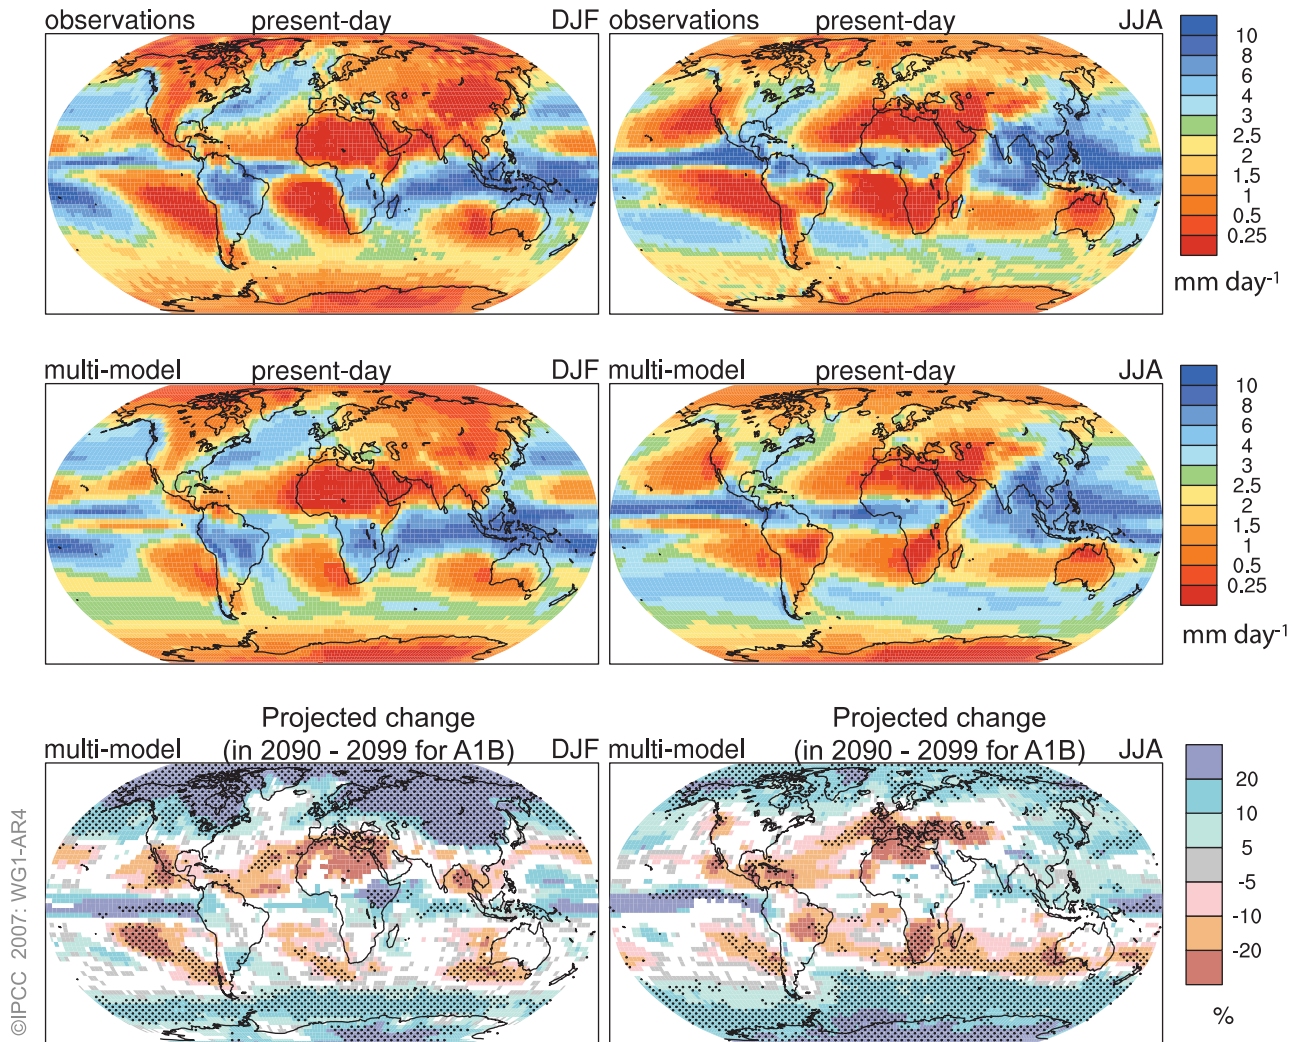 observations present-day DJF
observations present-day JJA
10
8
6
4
3
2.5
2
1.5
1
0.5
0.25
mm day-1
multi-model present-day DJF
multi-model present-day JJA
10
8
6
4
3
2.5
2
1.5
1
0.5
0.25
mm day-1
Projected change
multi-model (in 2090 - 2099 for A1B) DJF
Projected change
multi-model (in 2090 - 2099 for A1B) JJA
20
10
5
-5
-10
-20
%
©IPCC 2007: WG1-AR4